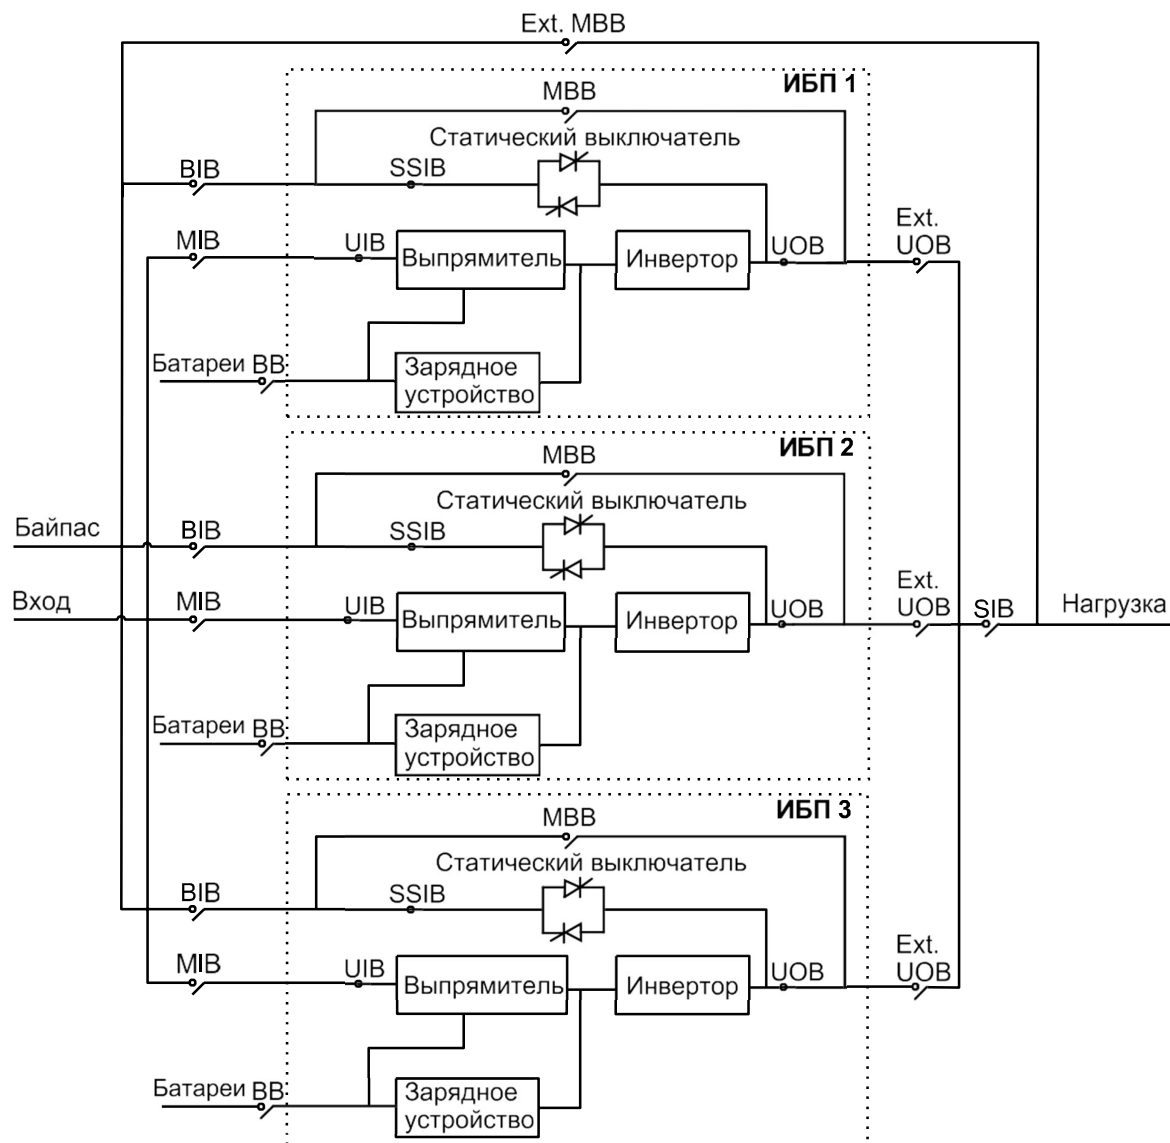 Ext. MBB
ИБП 1
MBB
Статический выключатель
BIB
SSIB
MIB
UIB
Выпрямитель
Инвертор
UOB
Ext.
UOB
Батареи BB
Зарядное
устройство
ИБП 2
MBB
Статический выключатель
Байпас
BIB
SSIB
Вход
MIB
UIB
Выпрямитель
Инвертор
UOB
Ext.
UOB
SIB
Нагрузка
Батареи BB
Зарядное
устройство
ИБП 3
MBB
Статический выключатель
BIB
SSIB
MIB
UIB
Выпрямитель
Инвертор
UOB
Ext.
UOB
Батареи BB
Зарядное
устройство